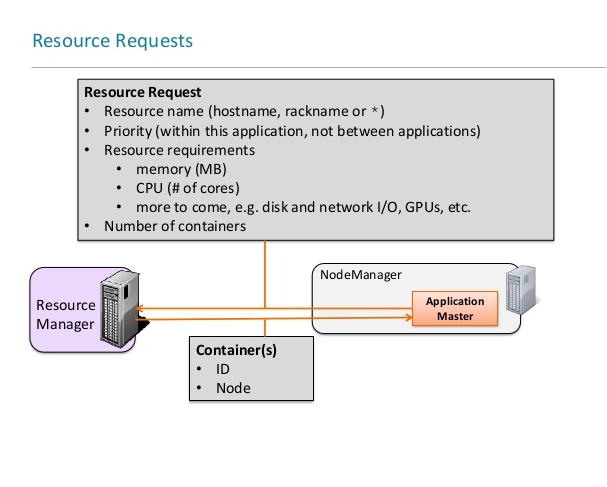 Resource Requests
Resource Request
• Resource name (hostname, rackname or *)
• Priority (within this application, not between applications)
• Resource requirements
• memory (MB)
• CPU (# of cores)
• more to come, e.g. disk and network I/O, GPUs, etc.
• Number of containers
NodeManager
Resource
Manager
Application
Master
Container(s)
• ID
• Node